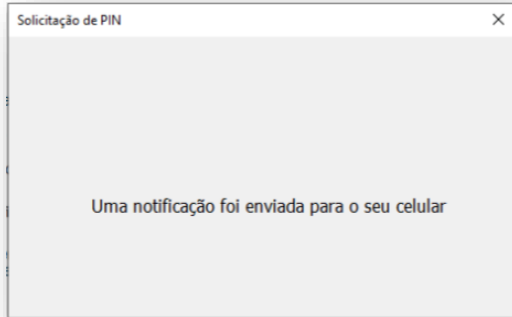 Solicitação de PIN
Uma notificação foi enviada para o seu celular